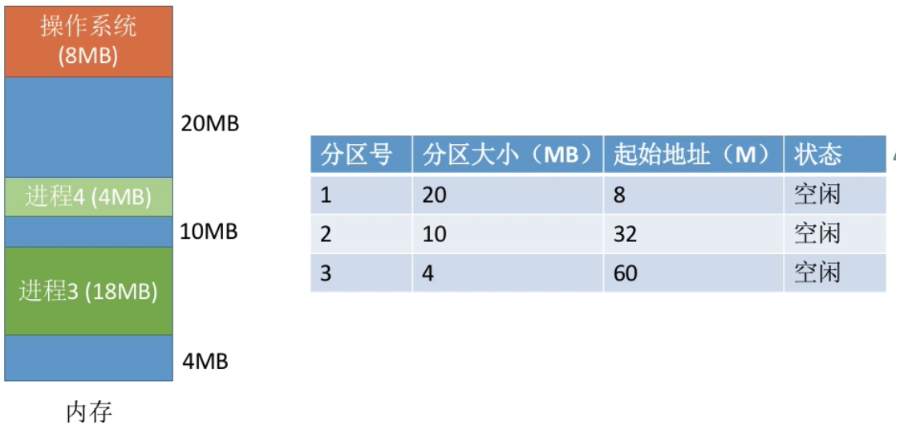 操作系统
(8MB)
20MB
进程4 (4MB)
10MB
进程3 (18MB)
4MB
内存
分区号 分区大小（MB） 起始地址（M） 状态
1 20 8 空闲
2 10 32 空闲
3 4 60 空闲